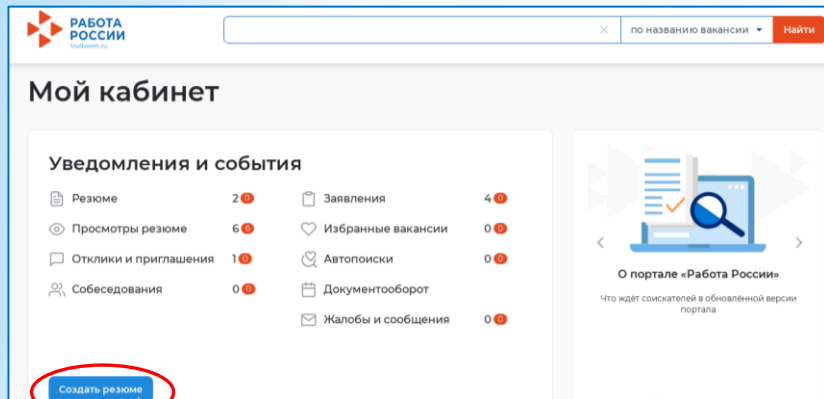 РАБОТА
РОССИИ
trudvsem.ru
по названию вакансии
Найти
Мой кабинет
Уведомления и события
Резюме 2 0
Просмотры резюме 6 6
Отклики и приглашения 1 0
Собеседования 0 0
Заявления 4 0
Избранные вакансии 0 0
Автопоиски 0 0
Документооборот
Жалобы и сообщения 0 0
Создать резюме
О портале «Работа России»
Что ждёт соискателей в обновлённой версии
портала